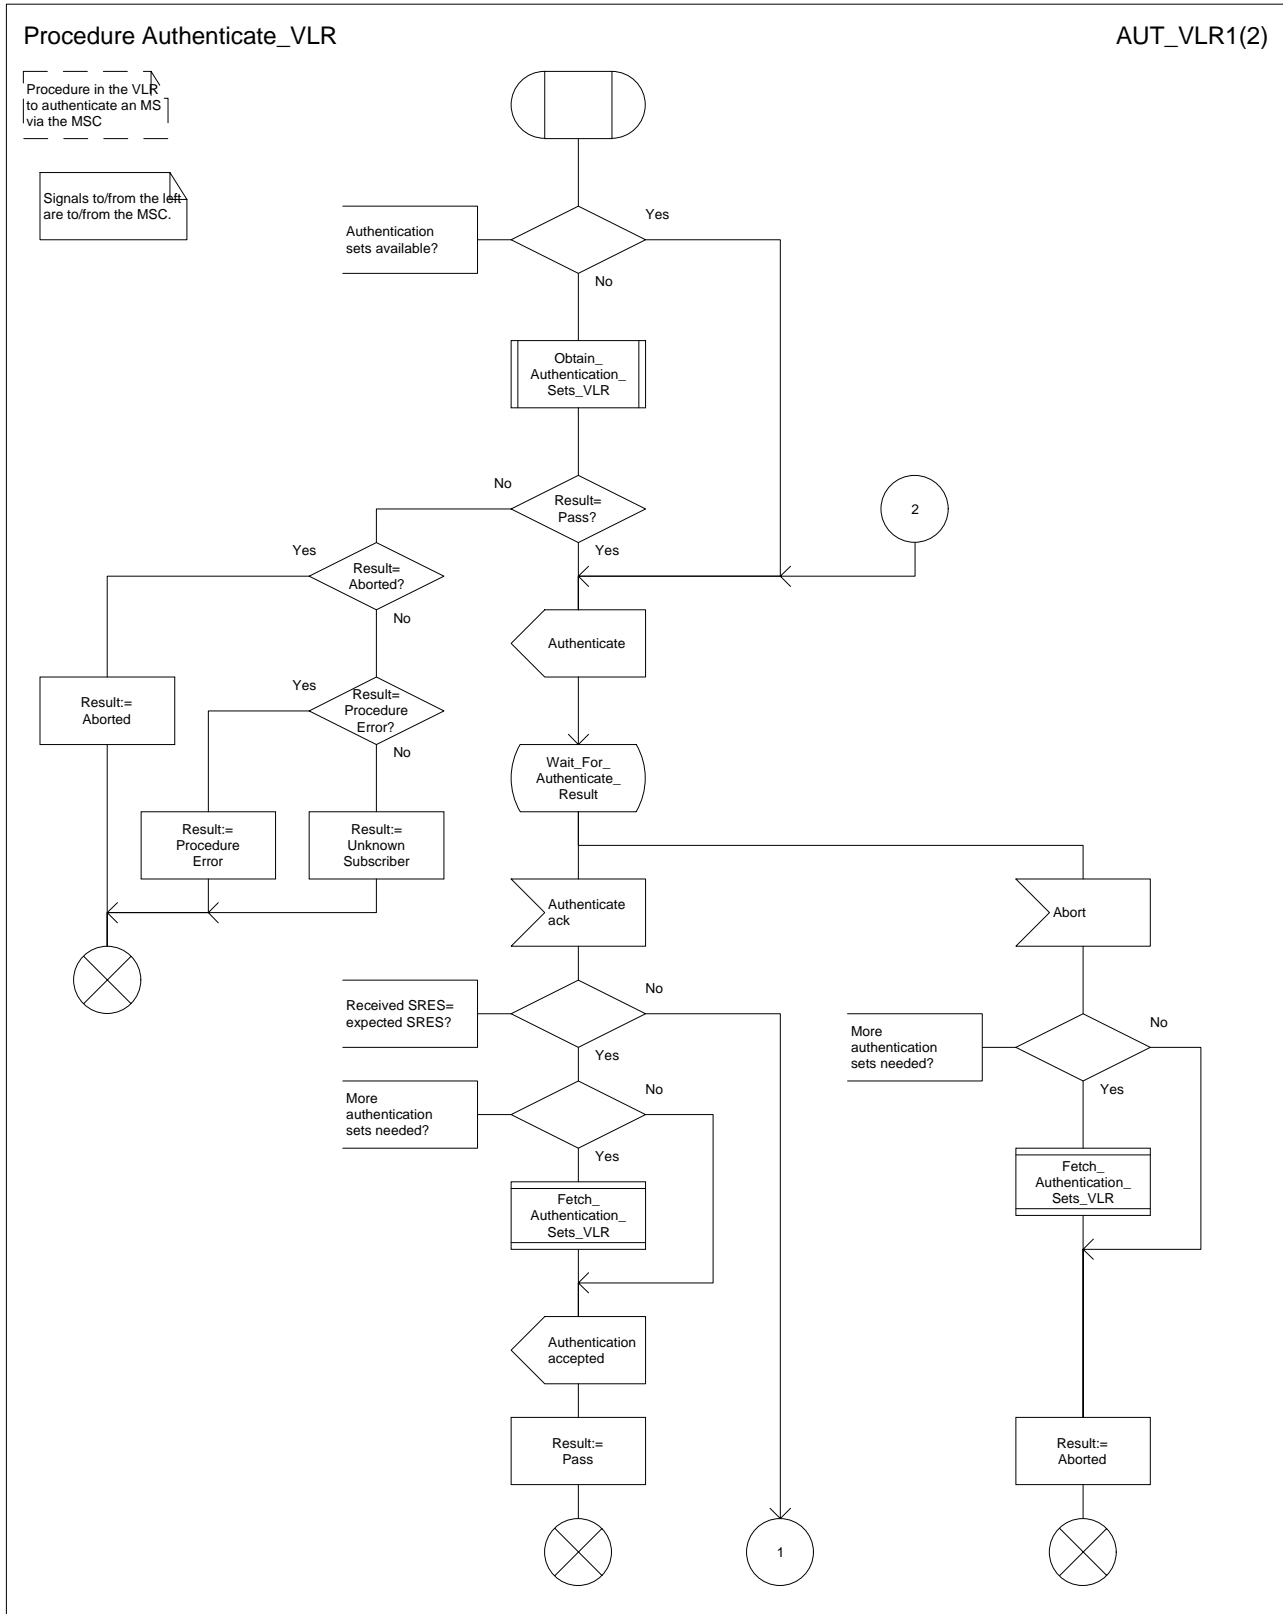 Procedure Authenticate_VLR
AUT_VLR1(2)
Procedure in the VLR
to authenticate an MS
via the MSC
Signals to/from the left
are to/from the MSC.
Authentication
sets available?
Yes
No
Obtain_
Authentication_
Sets_VLR
No
Result=
Pass?
Yes
2
Yes
Result=
Aborted?
No
Authenticate
Result:=
Aborted
Yes
Result=
Procedure
Error?
No
Wait_For_
Authenticate_
Result
Result:=
Procedure
Error
Result:=
Unknown
Subscriber
Authenticate
ack
Abort
Received SRES=
expected SRES?
No
Yes
More
authentication
sets needed?
No
Yes
More
authentication
sets needed?
No
Yes
Fetch_
Authentication_
Sets_VLR
Fetch_
Authentication_
Sets_VLR
Authentication
accepted
Result:=
Pass
Result:=
Aborted
1